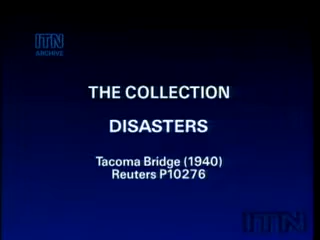 ITN
ARCHIVE
THE COLLECTION
DISASTERS
Tacoma Bridge (1940)
Reuters P10276
ITN